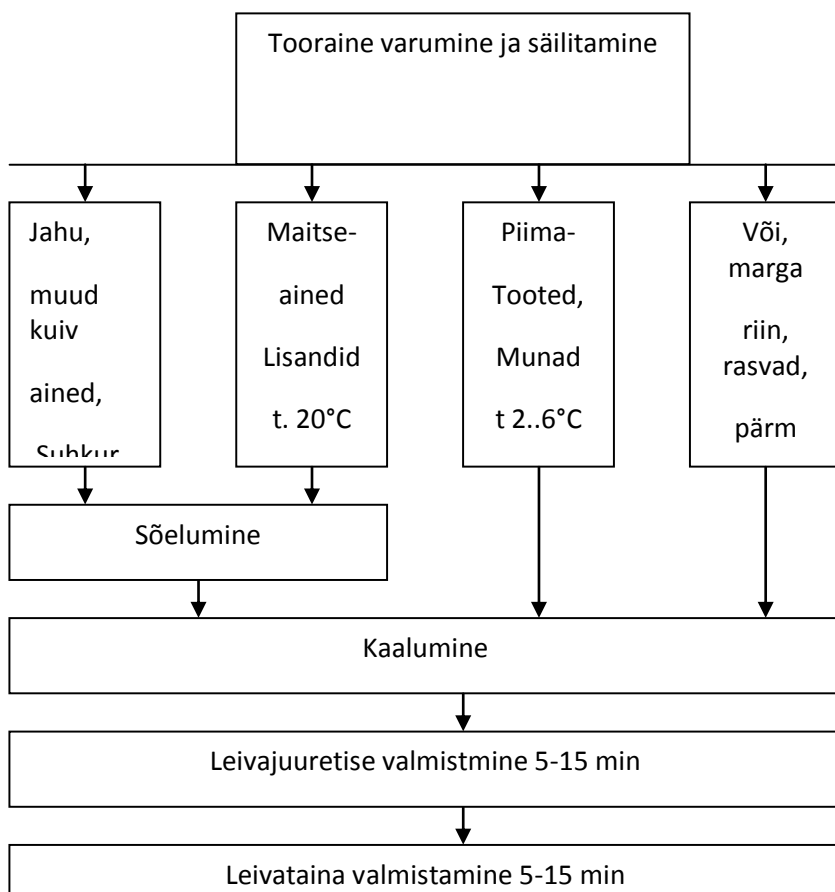 Tooraine varumine ja säilitamine
Jahu,
muud
kuiv
ained,
Suhkur
Maitse-
ained
Lisandid
t. 20°C
Piima-
Tooted,
Munad
t 2..6°C
Või,
marga
riin,
rasvad,
pärm
Sõelumine
Kaalumine
Leivajuuretise valmistmine 5-15 min
Leivataina valmistamine 5-15 min